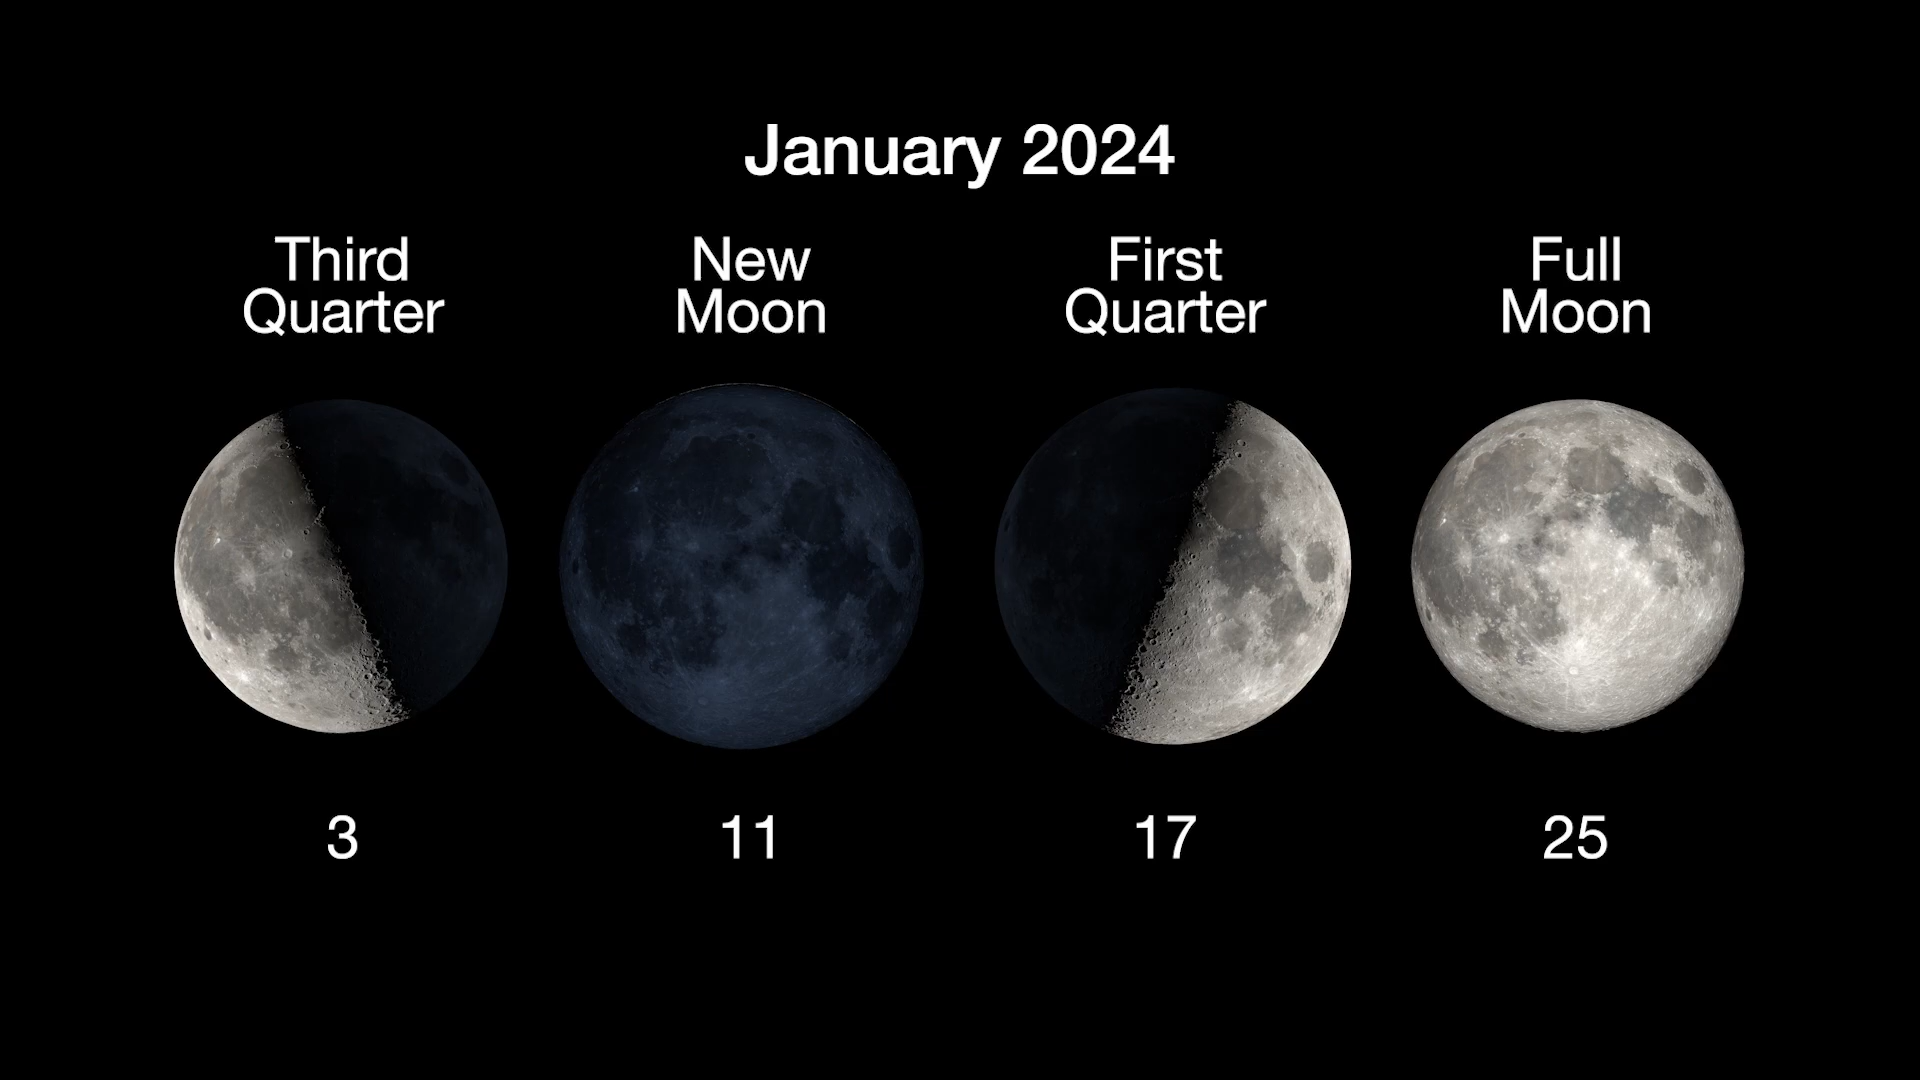 January 2024
Third
Quarter
New
Moon
First
Quarter
Full
Moon
3
11
17
25